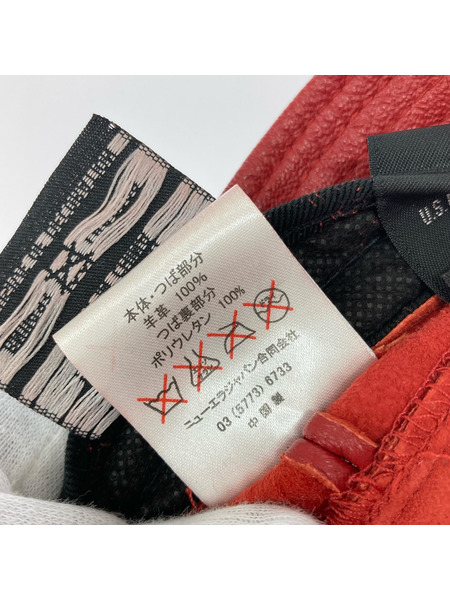 本体・つば部分
羊革 100%
つば裏部分
ポリウレタン 100%
ニューエラジャパン合同会社
03 (5773) 6733
中国製
U.S.